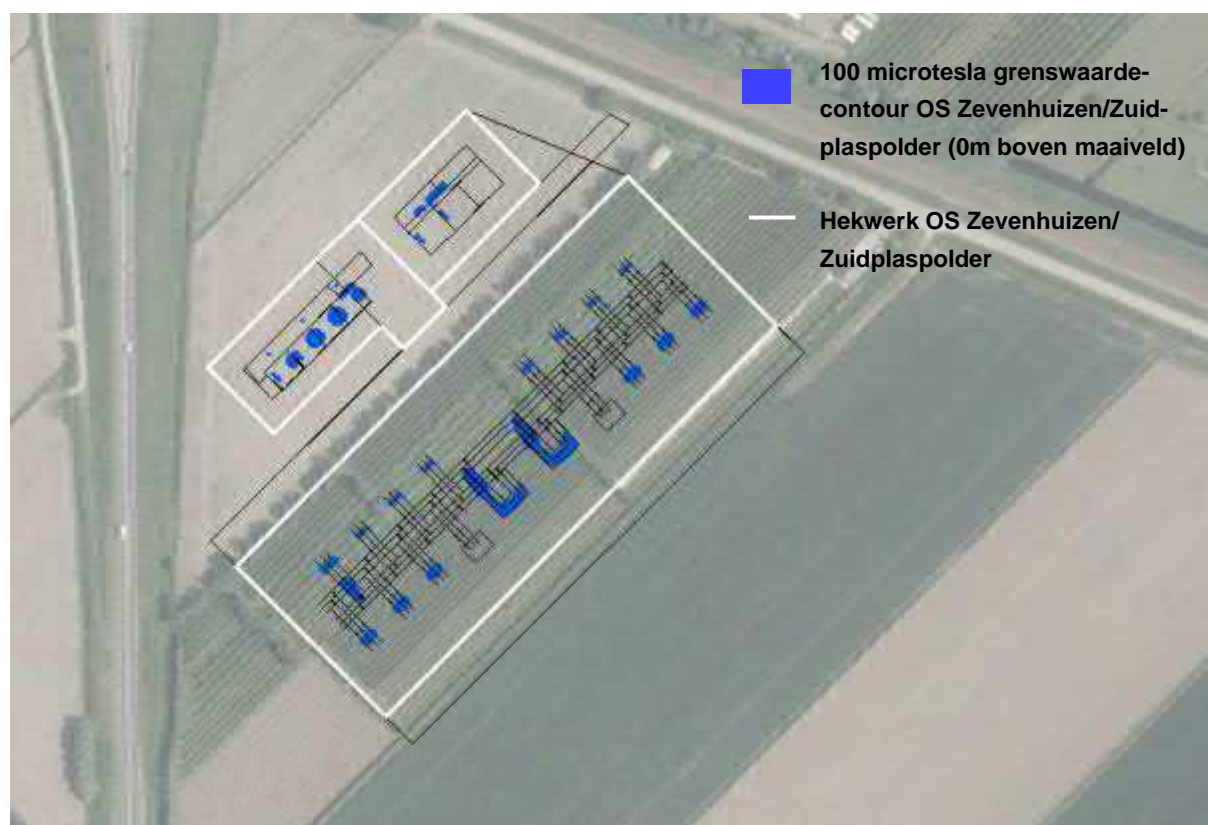 100 microtesla grenswaarde-
contour OS Zevenhuizen/Zuid-
plaspolder (0m boven maaiveld)
Hekwerk OS Zevenhuizen/
Zuidplaspolder